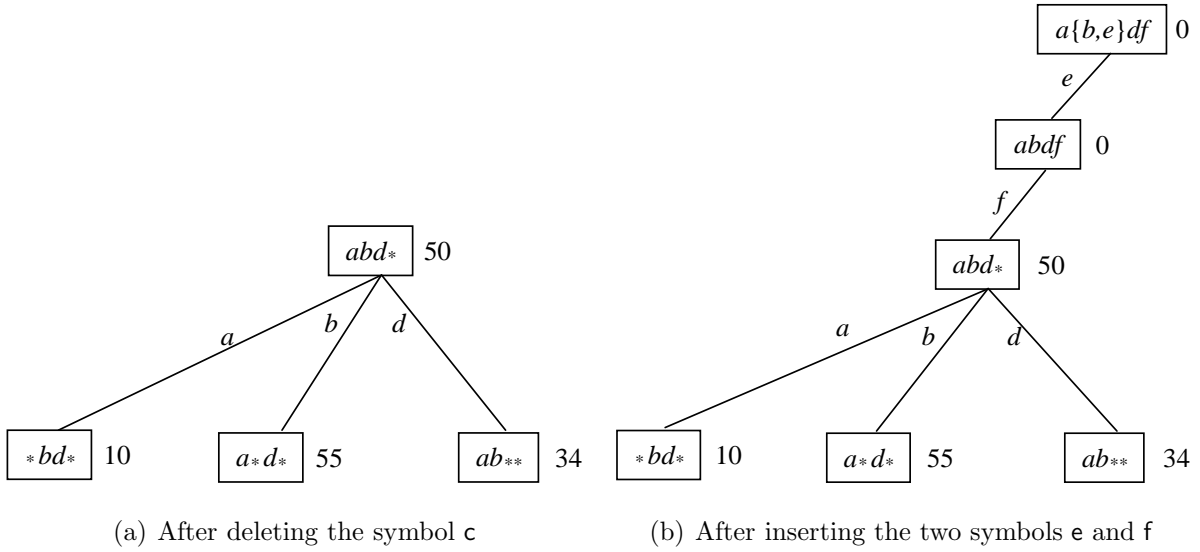 a{b,e}df 0
e
abdf 0
f
abd* 50
a b d
*bd* 10
a*d* 55
ab** 34
abd* 50
a b d
*bd* 10
a*d* 55
ab** 34
(a) After deleting the symbol c
(b) After inserting the two symbols e and f